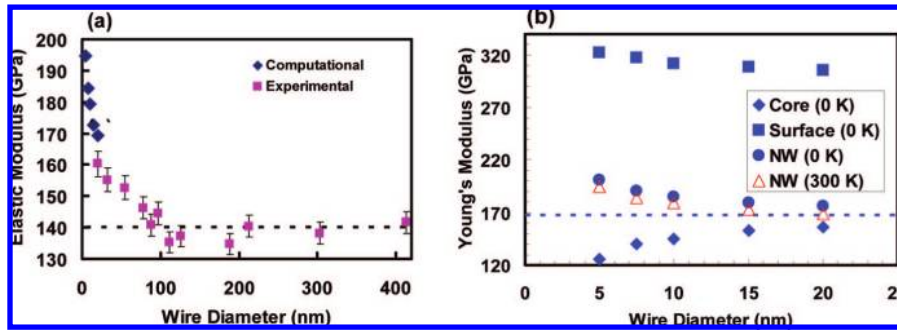 (a)
200
190
180
170
160
150
140
130
Elastic Modulus (GPa)
Computational
Experimental
0 100 200 300 400
Wire Diameter (nm)
(b)
320
270
220
170
120
Young's Modulus (GPa)
Core (0 K)
Surface (0 K)
NW (0 K)
NW (300 K)
0 5 10 15 20 25
Wire Diameter (nm)